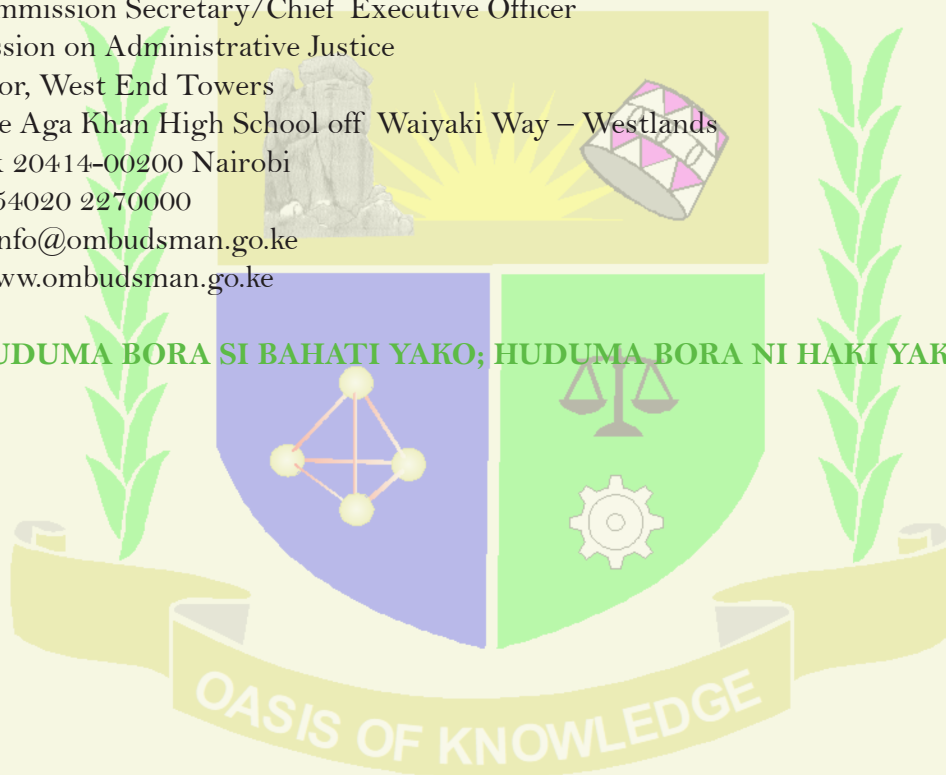 mmission Secretary/Chief Executive Officer
ssion on Administrative Justice
or, West End Towers
e Aga Khan High School off Waiyaki Way – Westlands
x 20414-00200 Nairobi
54020 2270000
nfo@ombudsman.go.ke
ww.ombudsman.go.ke
UDUMA BORA SI BAHATI YAKO; HUDUMA BORA NI HAKI YAK
OASIS OF KNOWLEDGE